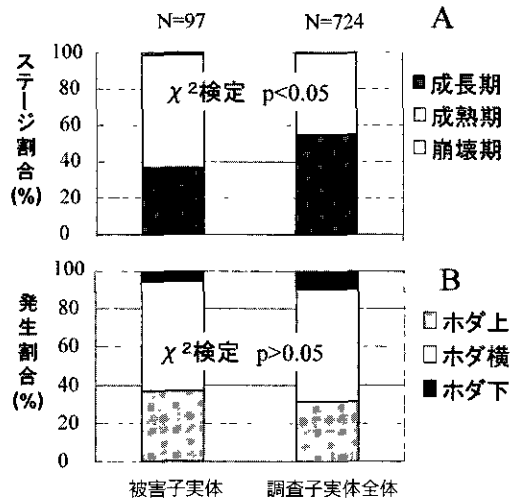 N=97 N=724 A
ステージ割合(%)
100
80
60
40
20
0
χ²検定 p<0.05
成長期
成熟期
崩壊期
B
発生割合(%)
100
80
60
40
20
0
χ²検定 p>0.05
ホダ上
ホダ横
ホダ下
被害子実体 調査子実体全体